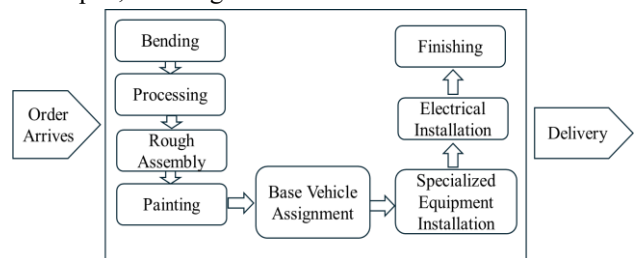 Bending
Processing
Rough
Assembly
Painting
Order
Arrives
Base Vehicle
Assignment
Specialized
Equipment
Installation
Electrical
Installation
Finishing
Delivery